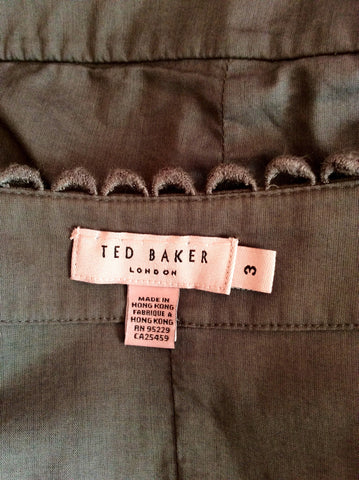 TED BAKER
LONDON
3
MADE IN
HONG KONG
FABRIQUE A
HONG KONG
RN 95229
CA25459